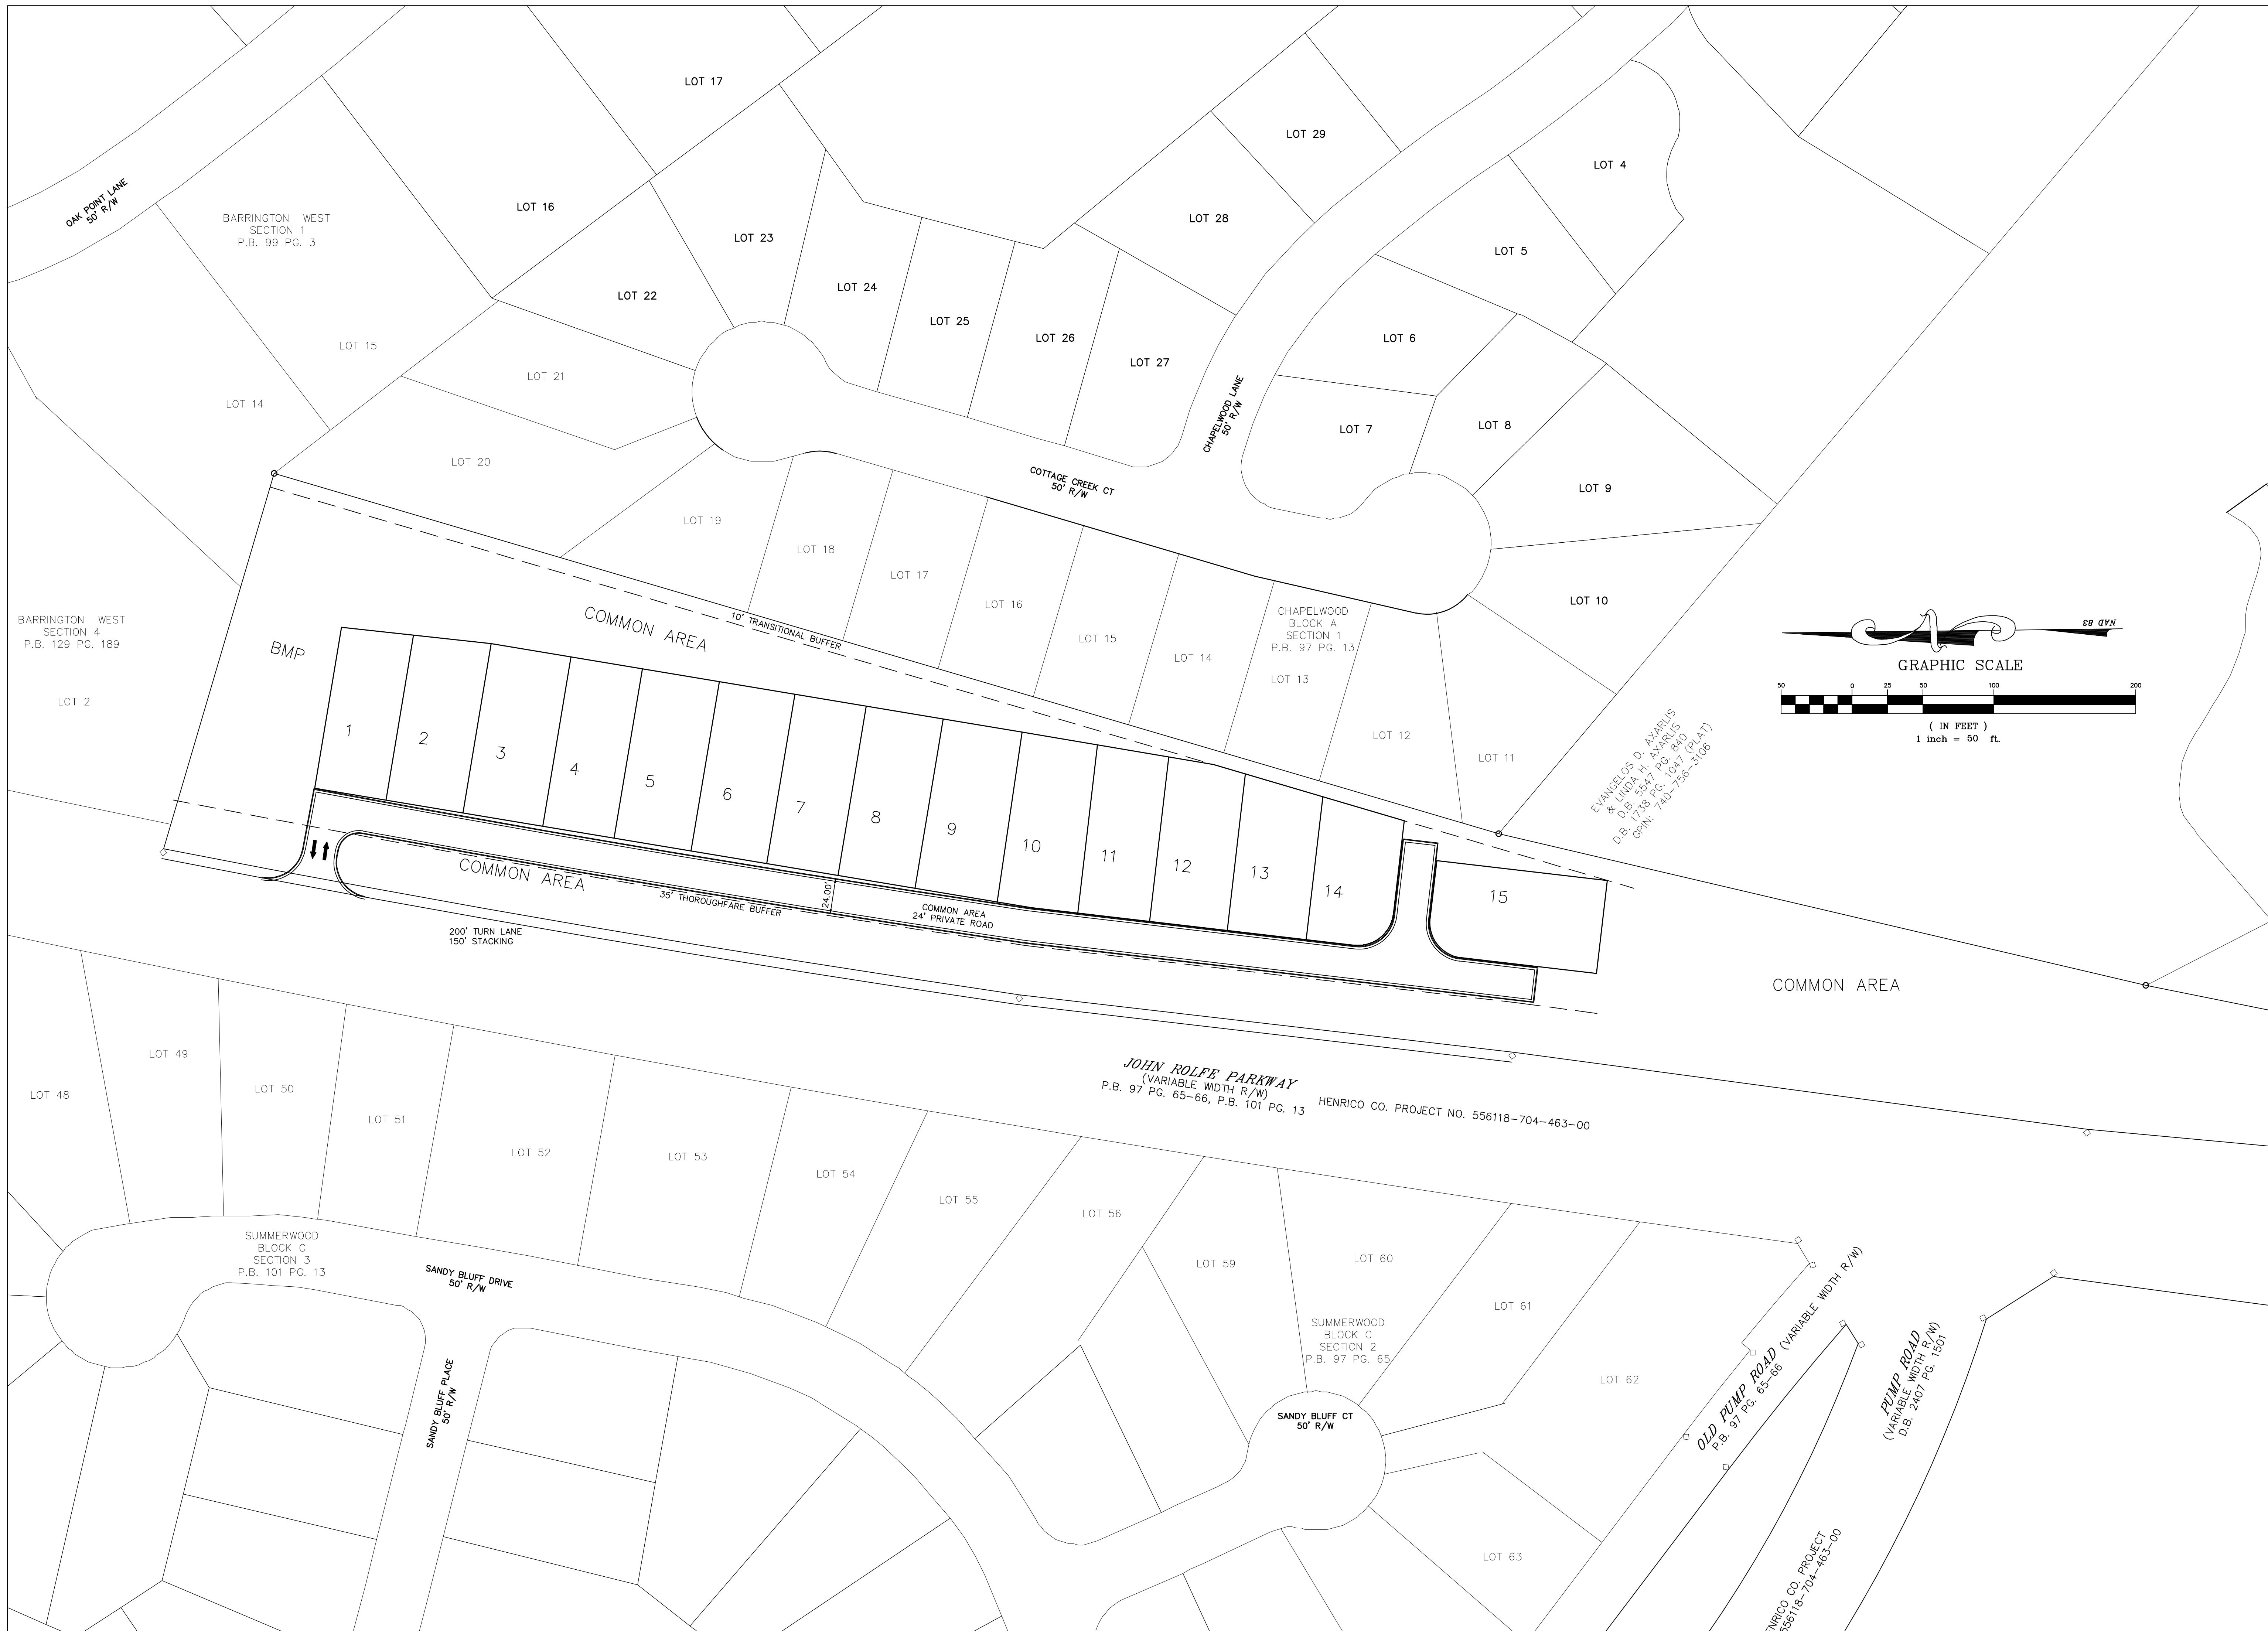 LOT 17
LOT 29
LOT 4
OAK POINT LANE
50' R/W
BARRINGTON WEST
SECTION 1
P.B. 99 PG. 3
LOT 16
LOT 23
LOT 28
LOT 5
LOT 22
LOT 24
LOT 25
LOT 26
LOT 27
LOT 6
LOT 15
LOT 14
LOT 21
LOT 20
CHAPELWOOD LANE
50' R/W
LOT 7
LOT 8
LOT 9
LOT 10
COTTAGE CREEK CT
50' R/W
LOT 19
LOT 18
LOT 17
LOT 16
LOT 15
LOT 14
CHAPELWOOD
BLOCK A
SECTION 1
P.B. 97 PG. 13
LOT 13
LOT 12
LOT 11
NAD 83
GRAPHIC SCALE
50 0 25 50 100 200
( IN FEET )
1 inch = 50 ft.
EVANGELOS D. AXARLIS
& LINDA H. AXARLIS
D.B. 5547 PG. 840
D.B. 1738 PG. 1047 (PLAT)
GPIN: 740-756-3106
BARRINGTON WEST
SECTION 4
P.B. 129 PG. 189
LOT 2
BMP
COMMON AREA
10' TRANSITIONAL BUFFER
1
2
3
4
5
6
7
8
9
10
11
12
13
14
15
COMMON AREA
35' THOROUGHFARE BUFFER
24.00'
COMMON AREA
24' PRIVATE ROAD
200' TURN LANE
150' STACKING
COMMON AREA
JOHN ROLFE PARKWAY
(VARIABLE WIDTH R/W)
P.B. 97 PG. 65-66, P.B. 101 PG. 13
HENRICO CO. PROJECT NO. 556118-704-463-00
LOT 48
LOT 49
LOT 50
LOT 51
LOT 52
LOT 53
LOT 54
LOT 55
LOT 56
LOT 59
LOT 60
LOT 61
LOT 62
LOT 63
SUMMERWOOD
BLOCK C
SECTION 3
P.B. 101 PG. 13
SANDY BLUFF DRIVE
50' R/W
SANDY BLUFF PLACE
50' R/W
SUMMERWOOD
BLOCK C
SECTION 2
P.B. 97 PG. 65
SANDY BLUFF CT
50' R/W
OLD PUMP ROAD (VARIABLE WIDTH R/W)
P.B. 97 PG. 65-66
PUMP ROAD
(VARIABLE WIDTH R/W)
D.B. 2407 PG. 1501
ENRICO CO. PROJECT
556118-704-463-00